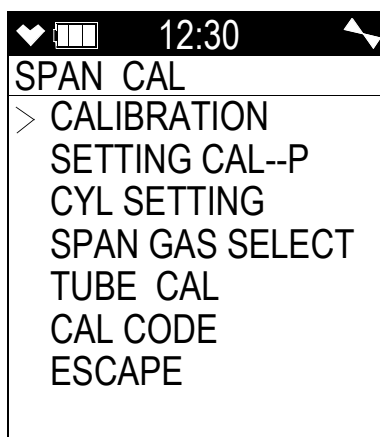 12:30
SPAN CAL
> CALIBRATION
SETTING CAL--P
CYL SETTING
SPAN GAS SELECT
TUBE CAL
CAL CODE
ESCAPE